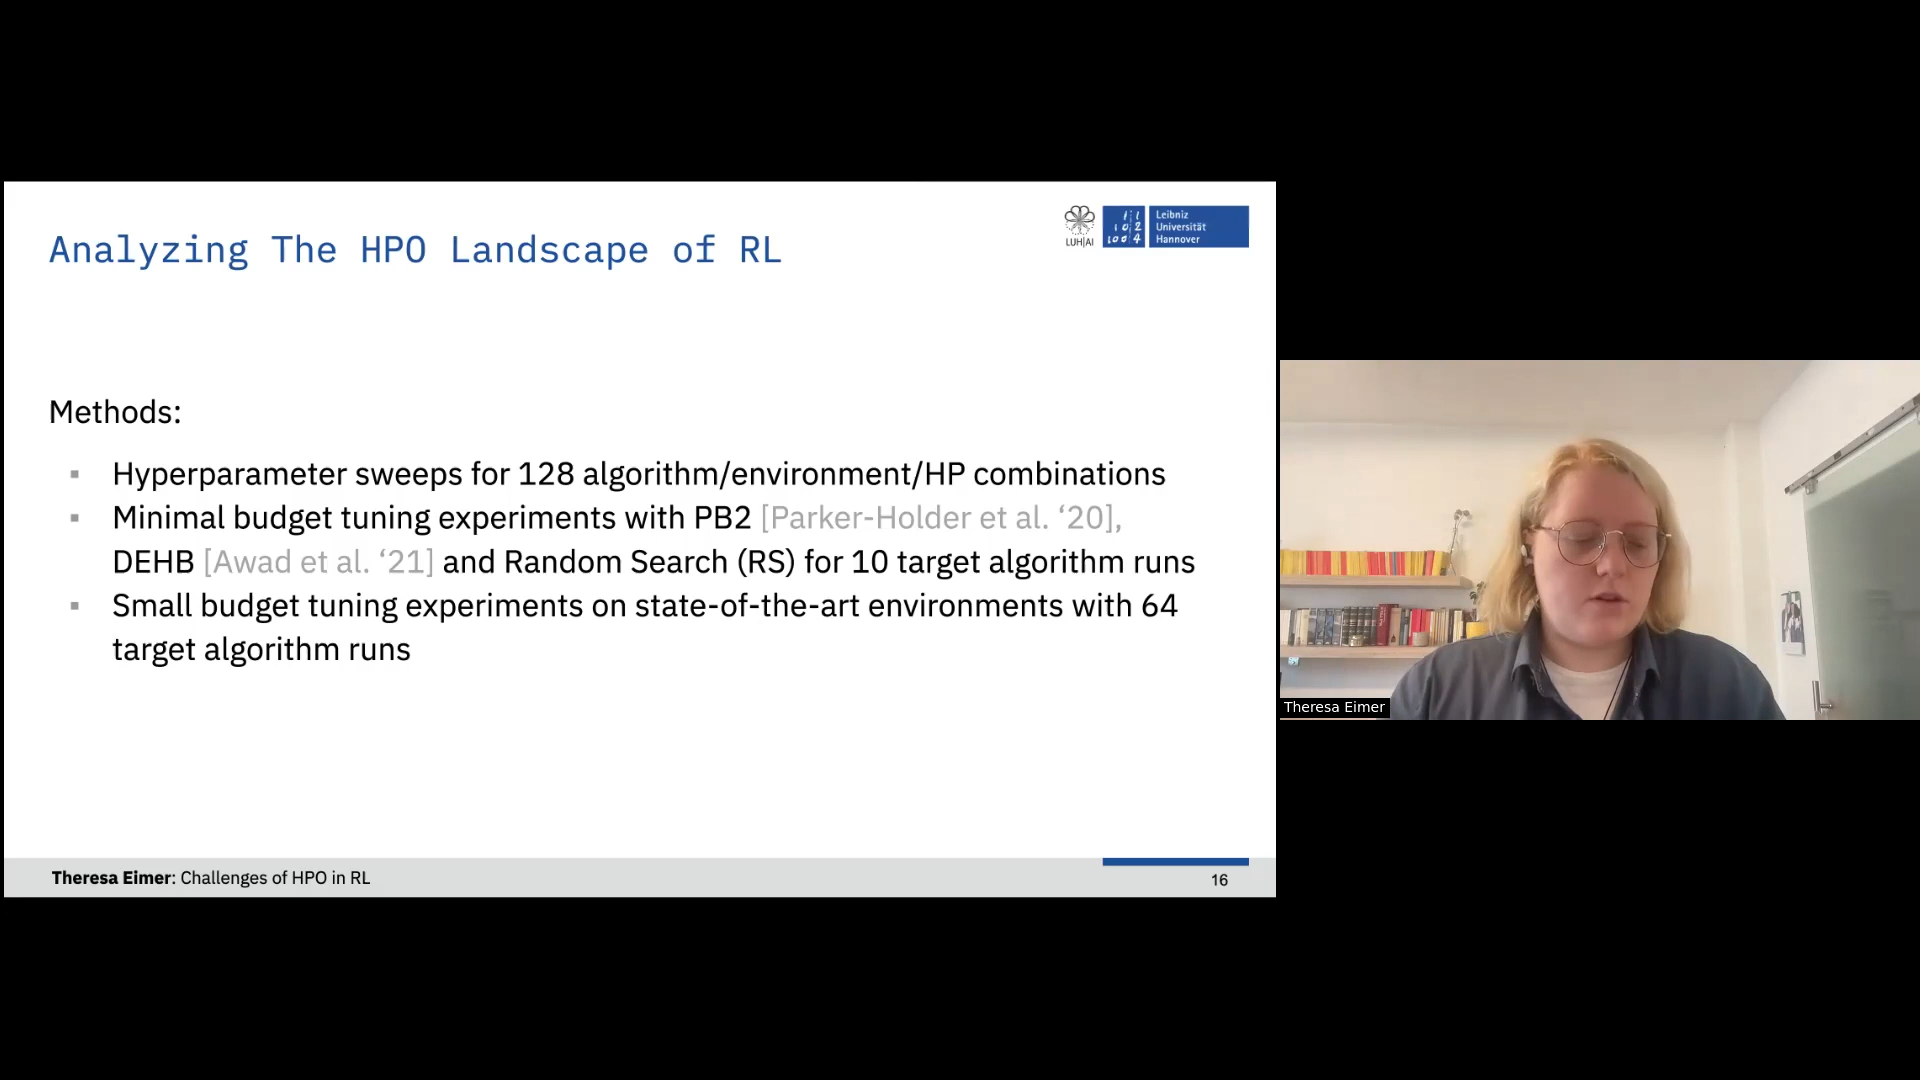 Analyzing The HPO Landscape of RL
LUH|AI
Leibniz
Universität
Hannover
Methods:
▪ Hyperparameter sweeps for 128 algorithm/environment/HP combinations
▪ Minimal budget tuning experiments with PB2 [Parker-Holder et al. ‘20],
DEHB [Awad et al. ‘21] and Random Search (RS) for 10 target algorithm runs
▪ Small budget tuning experiments on state-of-the-art environments with 64
target algorithm runs
Theresa Eimer: Challenges of HPO in RL
16
Theresa Eimer